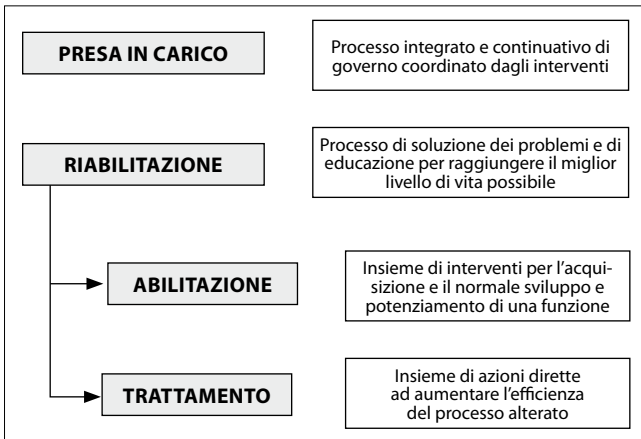 PRESA IN CARICO
Processo integrato e continuativo di
governo coordinato dagli interventi
RIABILITAZIONE
Processo di soluzione dei problemi e di
educazione per raggiungere il miglior
livello di vita possibile
ABILITAZIONE
Insieme di interventi per l'acqui-
sizione e il normale sviluppo e
potenziamento di una funzione
TRATTAMENTO
Insieme di azioni dirette
ad aumentare l'efficienza
del processo alterato